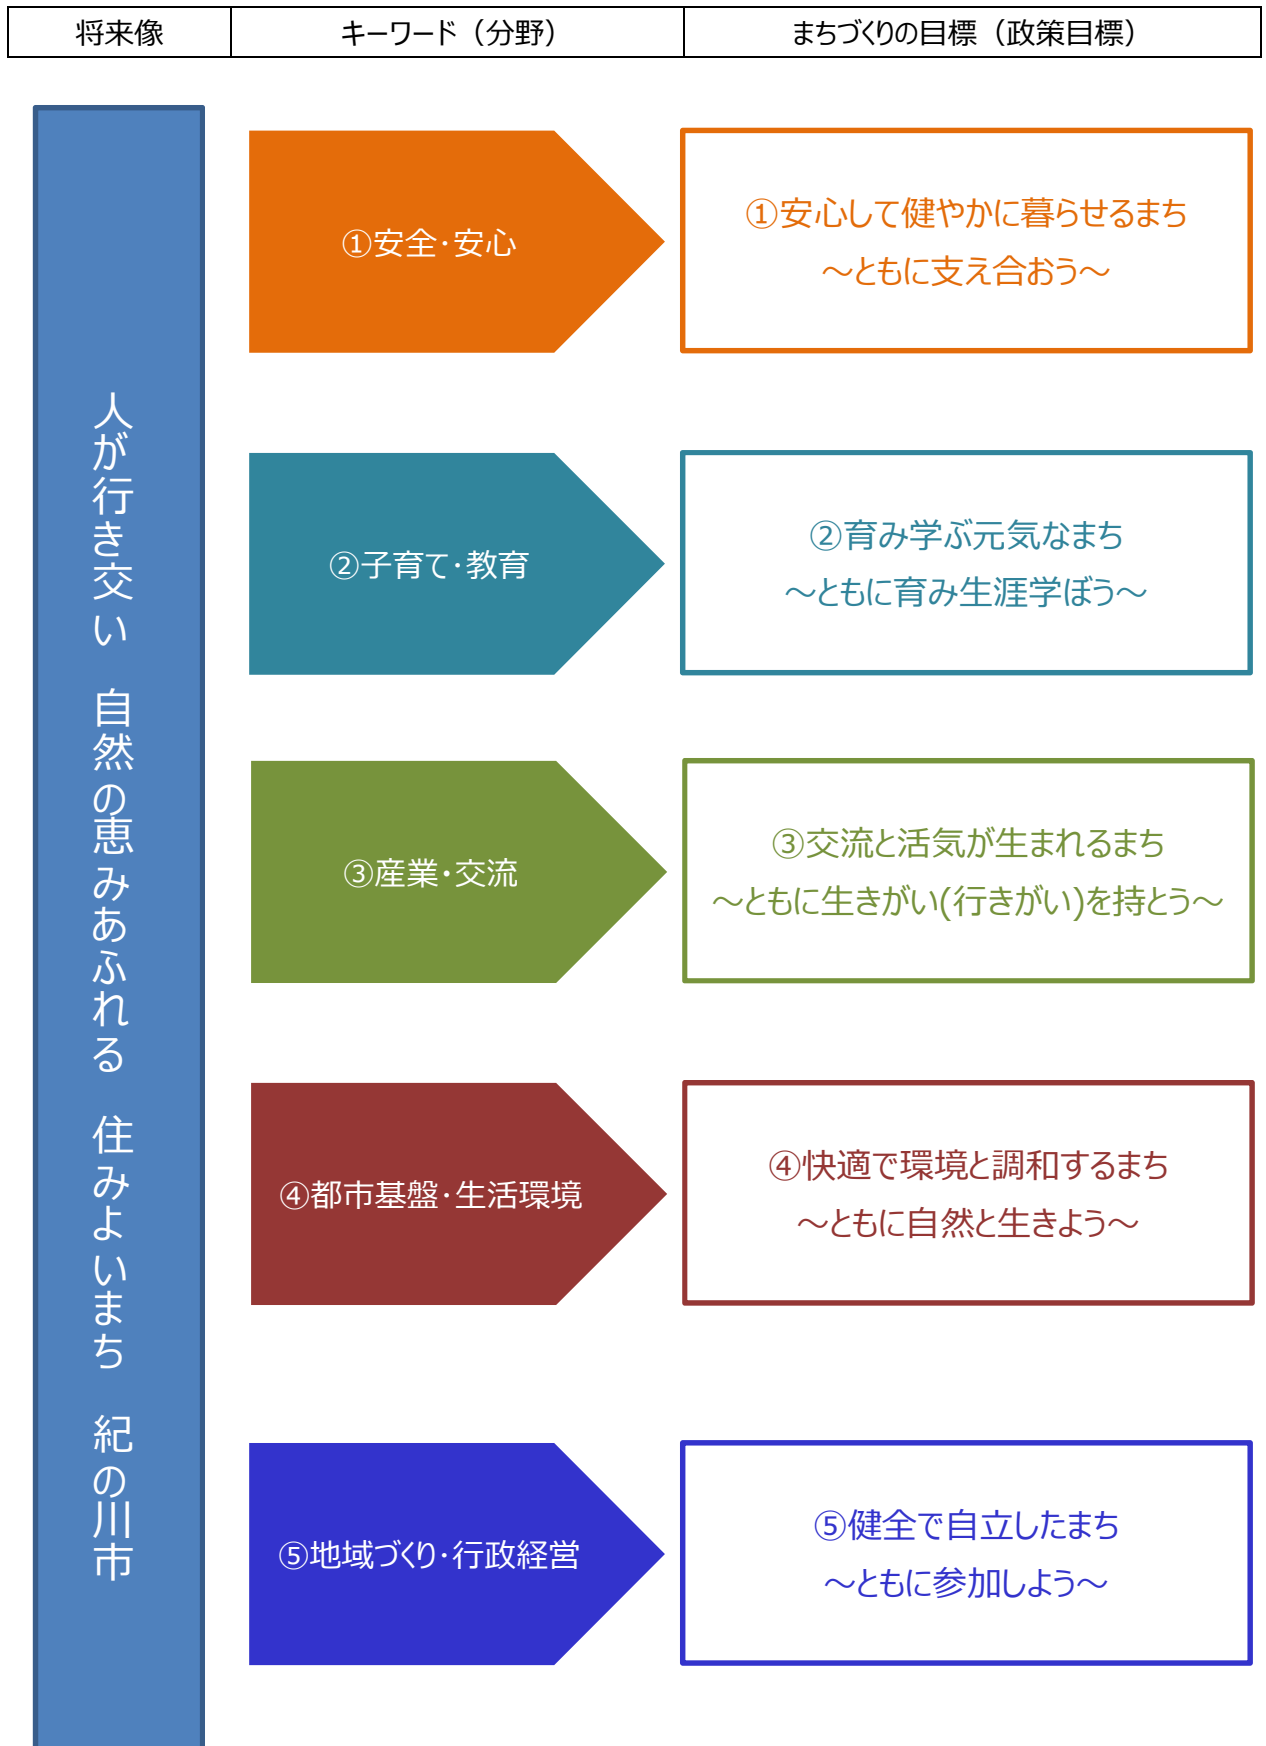 将来像
キーワード（分野）
まちづくりの目標（政策目標）
人が行き交い　自然の恵みあふれる　住みよいまち　紀の川市
①安全・安心
①安心して健やかに暮らせるまち
～ともに支え合おう～
②子育て・教育
②育み学ぶ元気なまち
～ともに育み生涯学ぼう～
③産業・交流
③交流と活気が生まれるまち
～ともに生きがい(行きがい)を持とう～
④都市基盤・生活環境
④快適で環境と調和するまち
～ともに自然と生きよう～
⑤地域づくり・行政経営
⑤健全で自立したまち
～ともに参加しよう～